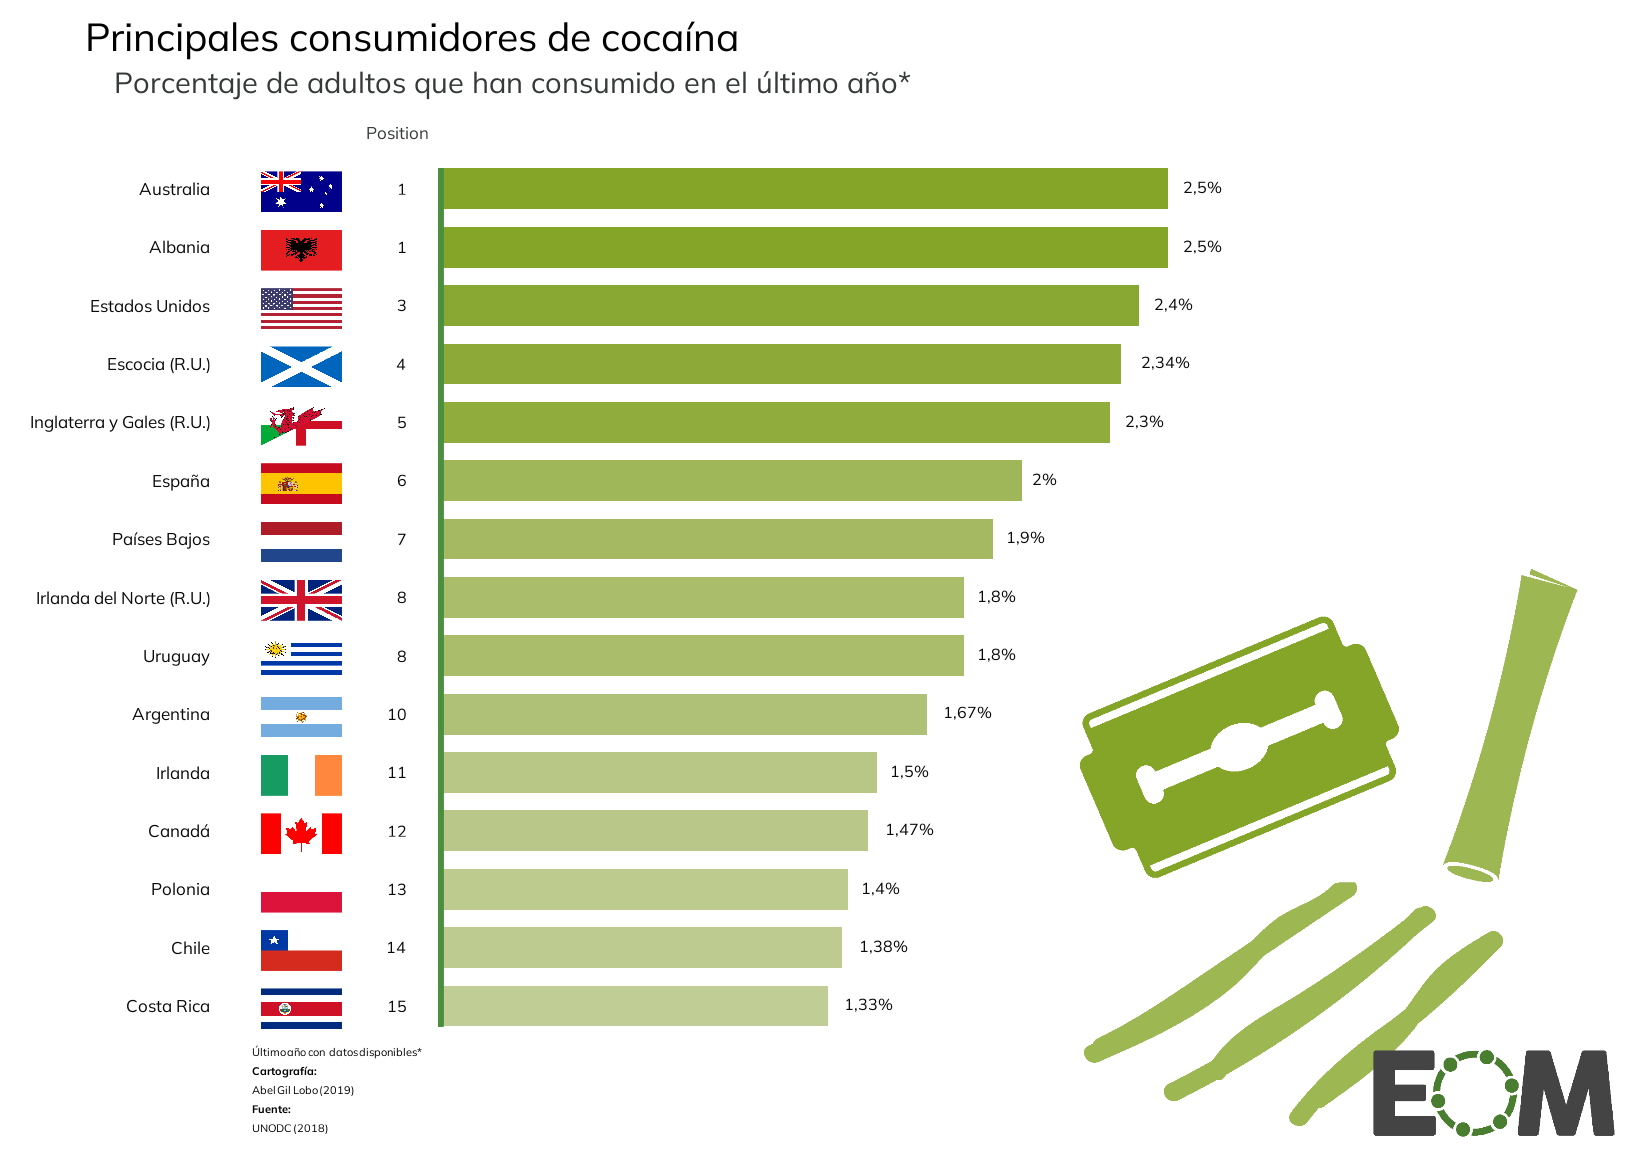 Principales consumidores de cocaína
Porcentaje de adultos que han consumido en el último año*
Position
Australia 1 2,5%
Albania 1 2,5%
Estados Unidos 3 2,4%
Escocia (R.U.) 4 2,34%
Inglaterra y Gales (R.U.) 5 2,3%
España 6 2%
Países Bajos 7 1,9%
Irlanda del Norte (R.U.) 8 1,8%
Uruguay 8 1,8%
Argentina 10 1,67%
Irlanda 11 1,5%
Canadá 12 1,47%
Polonia 13 1,4%
Chile 14 1,38%
Costa Rica 15 1,33%
Último año con datos disponibles*
Cartografía:
Abel Gil Lobo (2019)
Fuente:
UNODC (2018)
EOM